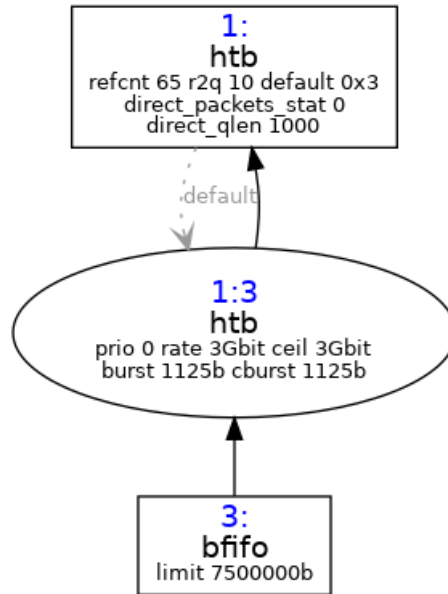 1:
htb
refcnt 65 r2q 10 default 0x3
direct_packets_stat 0
direct_qlen 1000
default
1:3
htb
prio 0 rate 3Gbit ceil 3Gbit
burst 1125b cburst 1125b
3:
bfifo
limit 7500000b